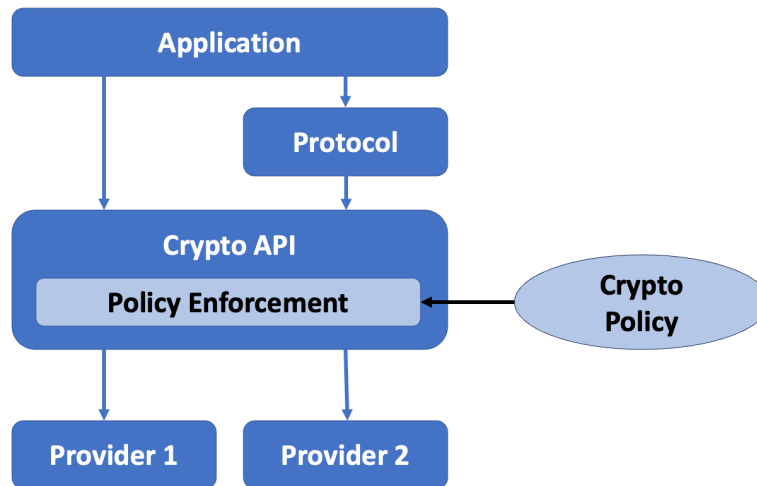 Application
Protocol
Crypto API
Policy Enforcement
Crypto
Policy
Provider 1
Provider 2